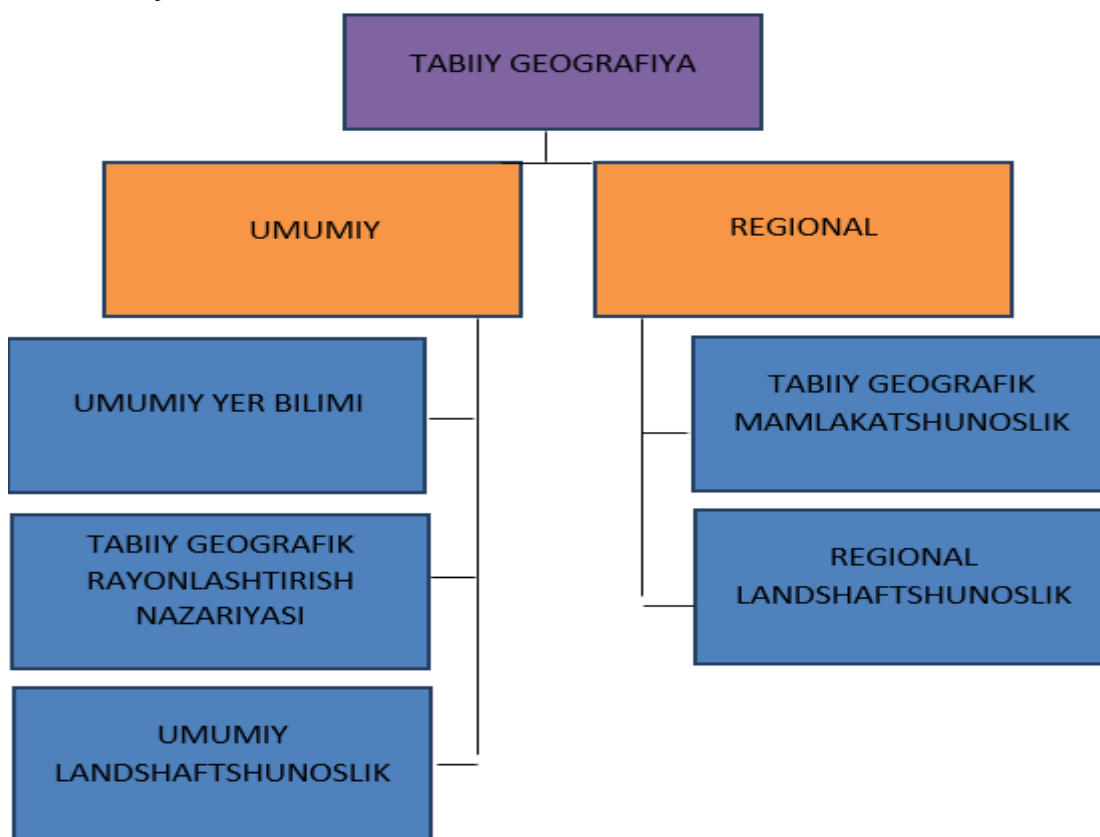 TABIIY GEOGRAFIYA
UMUMIY
REGIONAL
UMUMIY YER BILIMI
TABIIY GEOGRAFIK
RAYONLASHTIRISH
NAZARIYASI
UMUMIY
LANDSHAFTSHUNOSLIK
TABIIY GEOGRAFIK
MAMLAKATSHUNOSLIK
REGIONAL
LANDSHAFTSHUNOSLIK